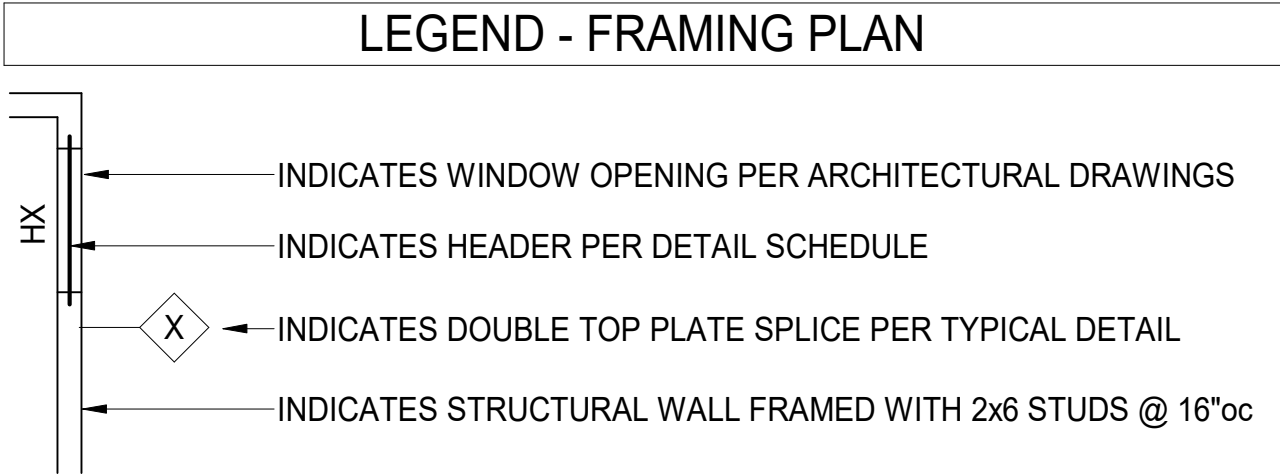 LEGEND - FRAMING PLAN
INDICATES WINDOW OPENING PER ARCHITECTURAL DRAWINGS
HX
INDICATES HEADER PER DETAIL SCHEDULE
X
INDICATES DOUBLE TOP PLATE SPLICE PER TYPICAL DETAIL
INDICATES STRUCTURAL WALL FRAMED WITH 2x6 STUDS @ 16"oc